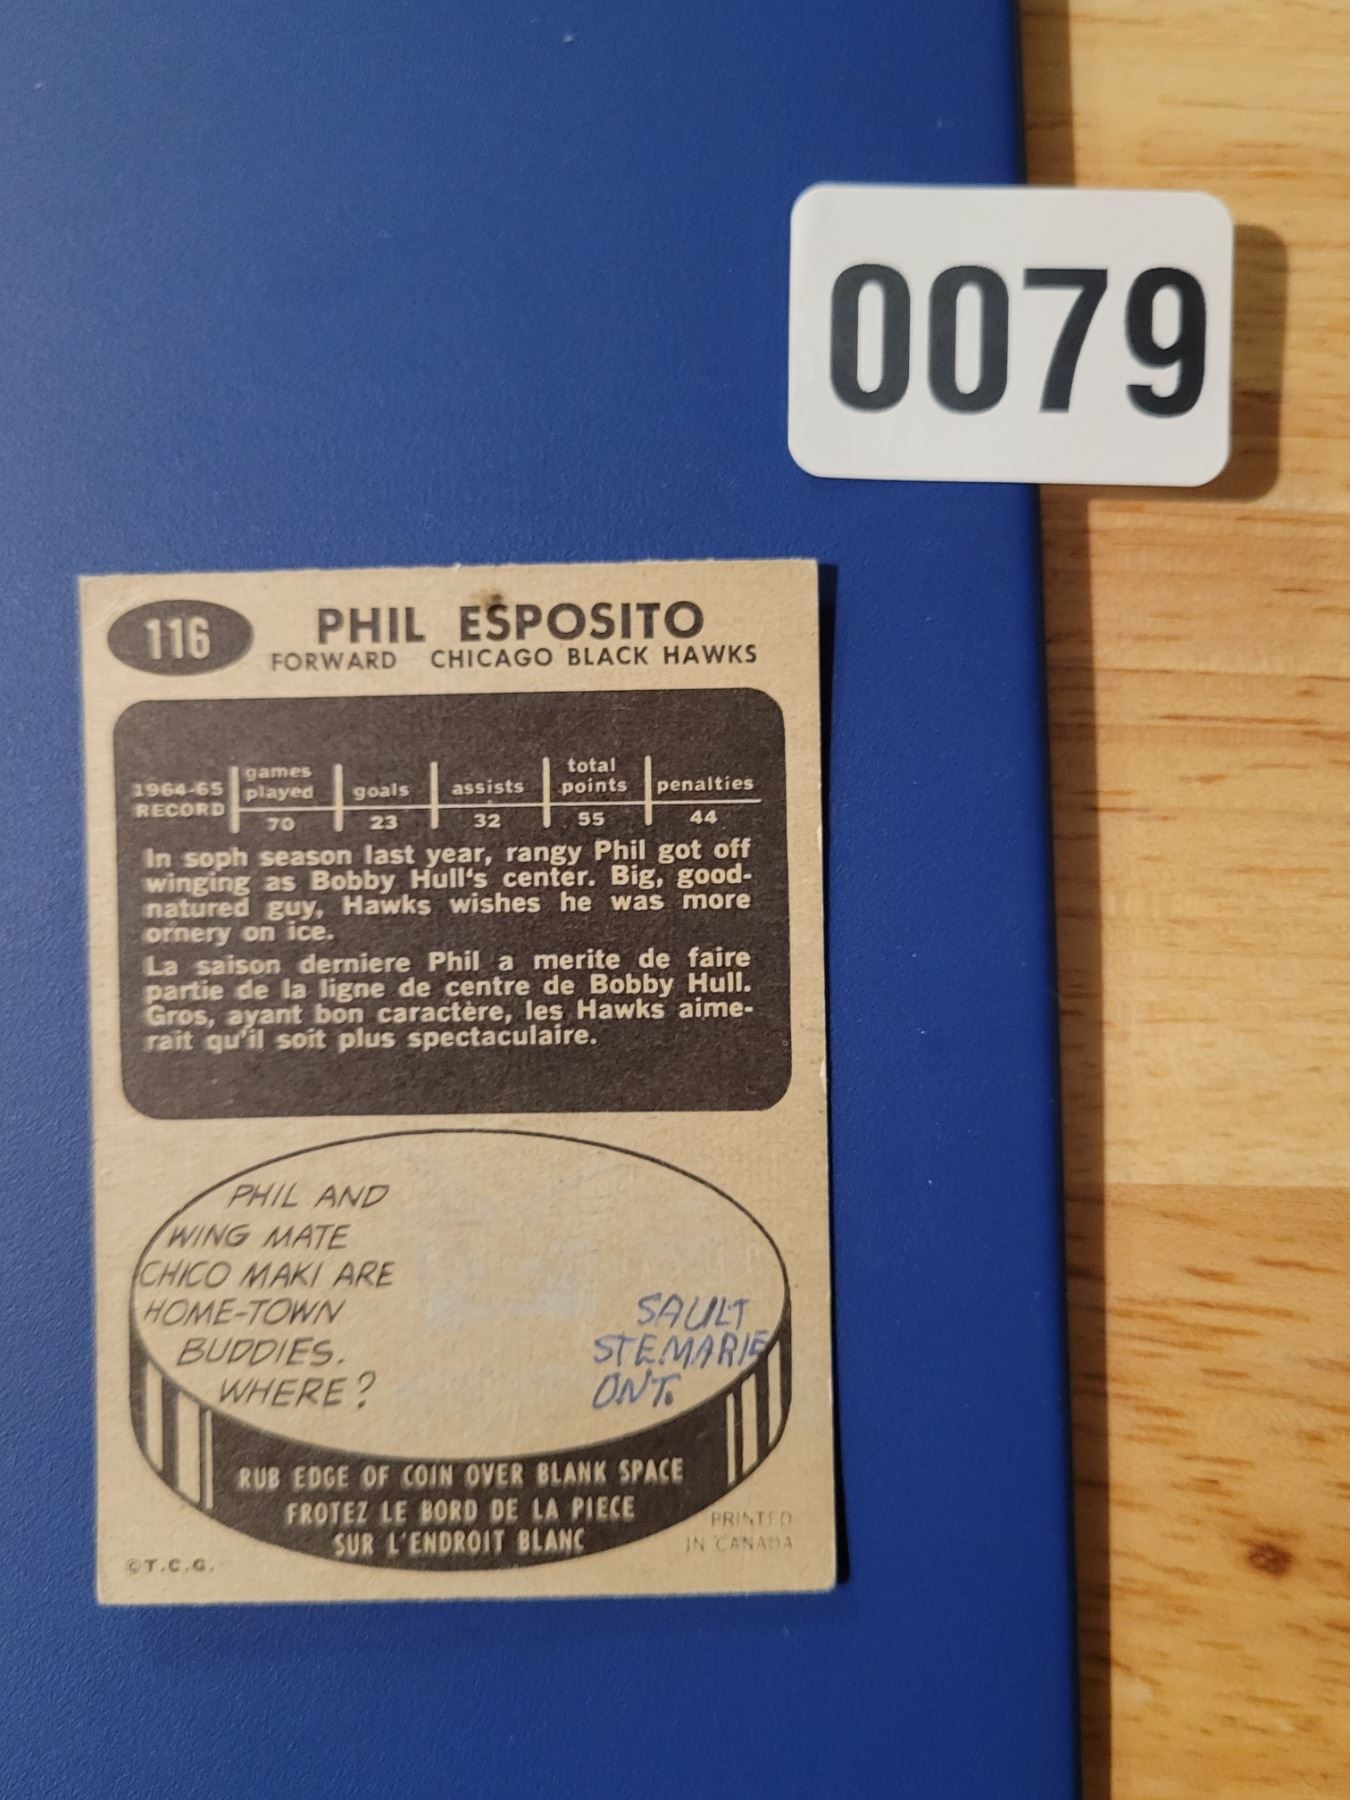 0079
116
PHIL ESPOSITO
FORWARD CHICAGO BLACK HAWKS
1964-65 RECORD games played goals assists total points penalties
70 23 32 55 44
In soph season last year, rangy Phil got off
winging as Bobby Hull's center. Big, good-
natured guy, Hawks wishes he was more
ornery on ice.
La saison derniere Phil a merite de faire
partie de la ligne de centre de Bobby Hull.
Gros, ayant bon caractère, les Hawks aime-
rait qu'il soit plus spectaculaire.
PHIL AND
WING MATE
CHICO MAKI ARE
HOME-TOWN
BUDDIES.
WHERE?
SAULT
STE.MARIE
ONT.
RUB EDGE OF COIN OVER BLANK SPACE
FROTEZ LE BORD DE LA PIECE
SUR L'ENDROIT BLANC
PRINTED
IN CANADA
©T.C.G.